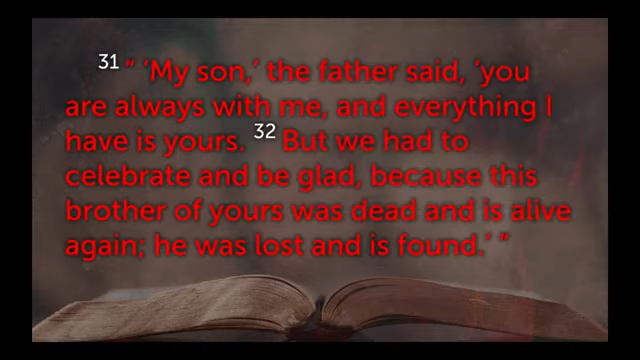 31 “ ‘My son,’ the father said, ‘you
are always with me, and everything I
have is yours. 32 But we had to
celebrate and be glad, because this
brother of yours was dead and is alive
again; he was lost and is found.’ ”